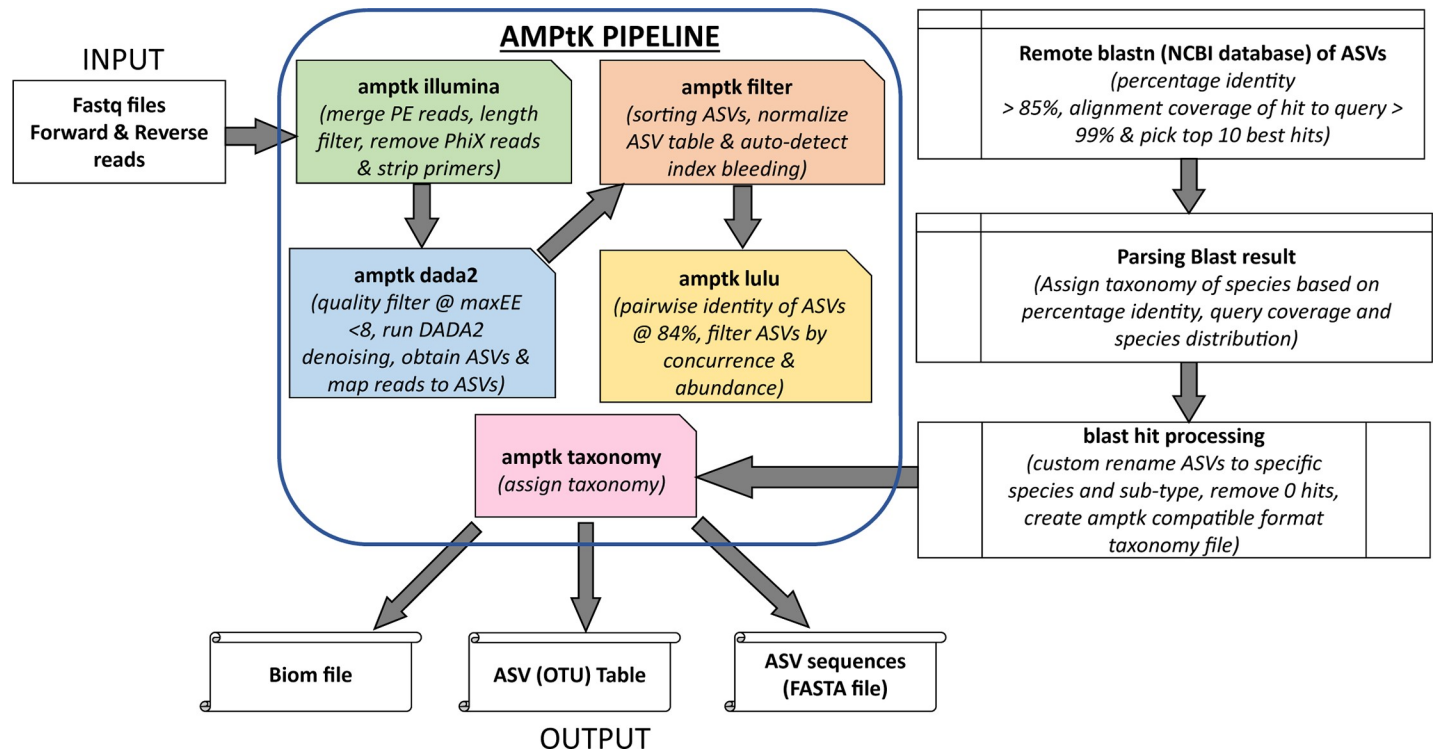 AMPtK PIPELINE
INPUT
Fastq files
Forward & Reverse
reads
amptk illumina
(merge PE reads, length
filter, remove PhiX reads
& strip primers)
amptk filter
(sorting ASVs, normalize
ASV table & auto-detect
index bleeding)
amptk dada2
(quality filter @ maxEE
<8, run DADA2
denoising, obtain ASVs &
map reads to ASVs)
amptk lulu
(pairwise identity of ASVs
@ 84%, filter ASVs by
concurrence &
abundance)
amptk taxonomy
(assign taxonomy)
Remote blastn (NCBI database) of ASVs
(percentage identity
> 85%, alignment coverage of hit to query >
99% & pick top 10 best hits)
Parsing Blast result
(Assign taxonomy of species based on
percentage identity, query coverage and
species distribution)
blast hit processing
(custom rename ASVs to specific
species and sub-type, remove 0 hits,
create amptk compatible format
taxonomy file)
Biom file
ASV (OTU) Table
ASV sequences
(FASTA file)
OUTPUT